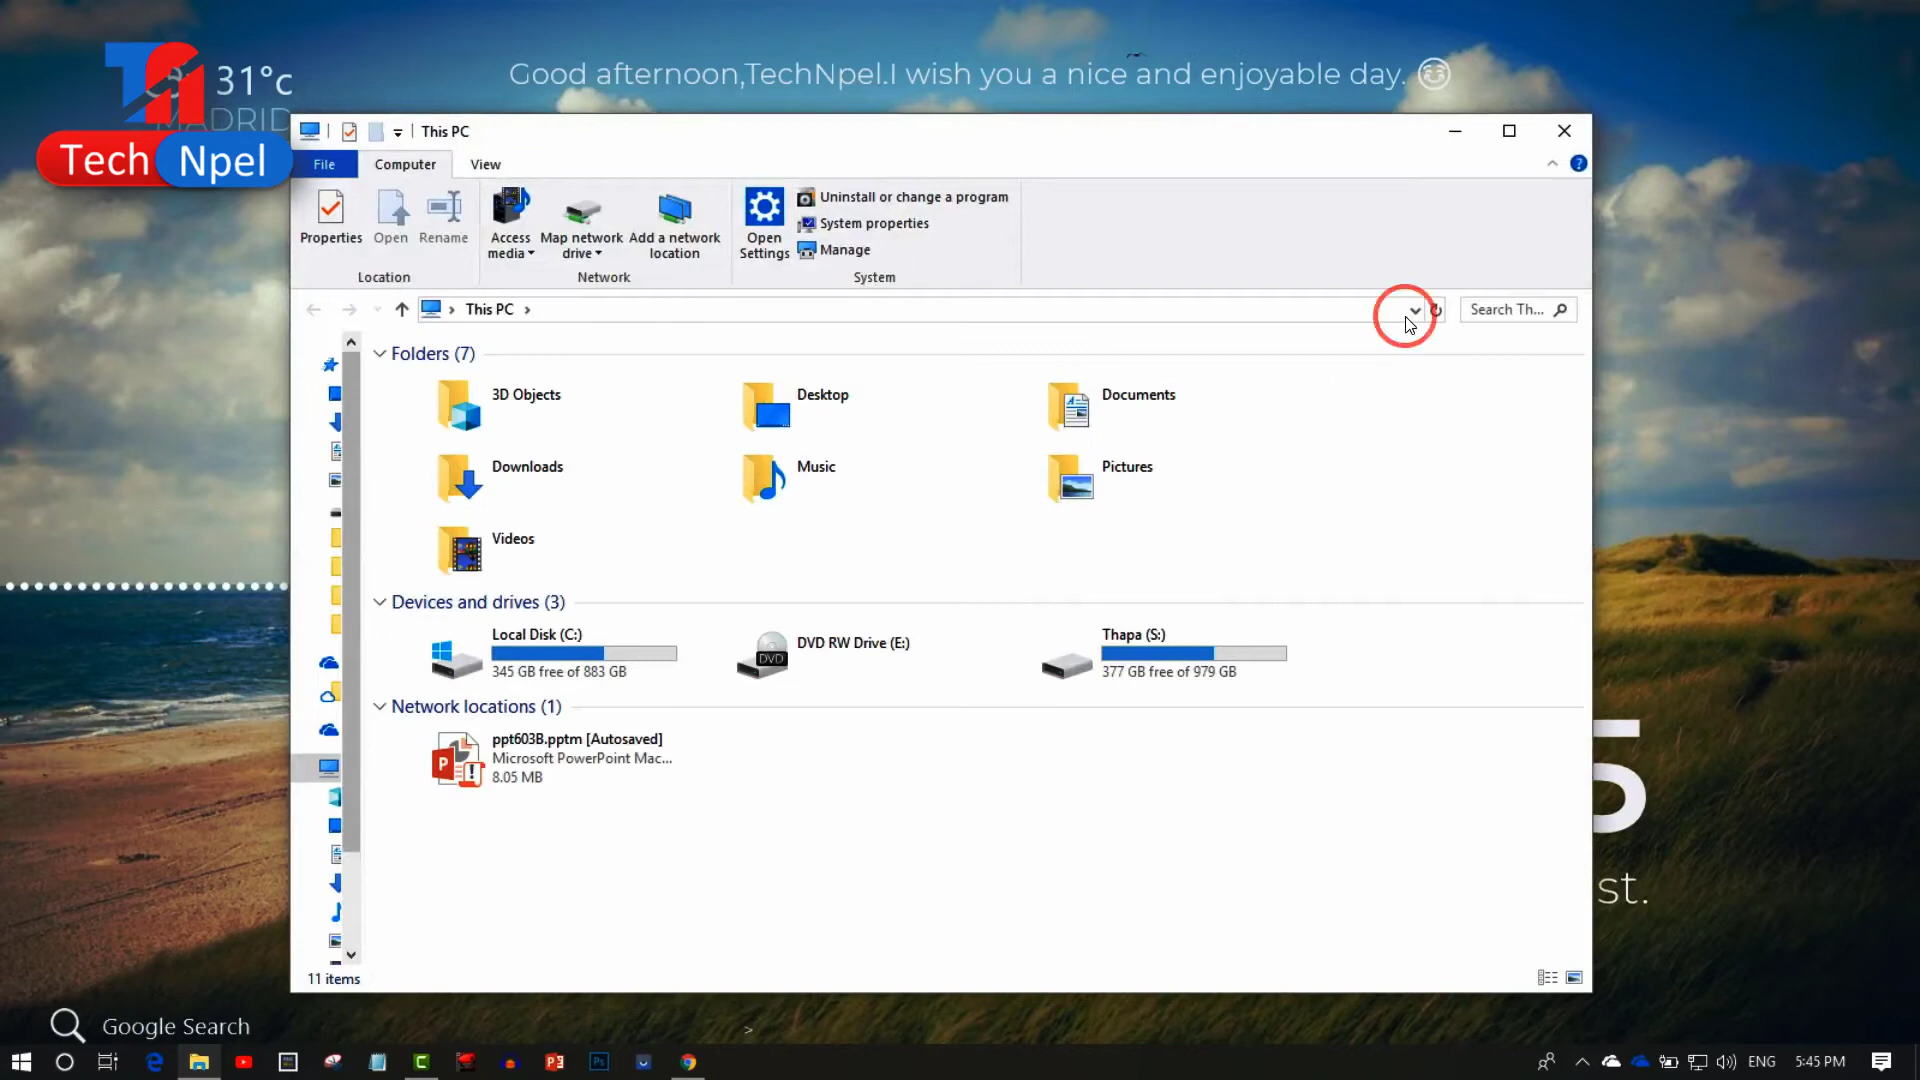 31°c
Good afternoon,TechNpel.I wish you a nice and enjoyable day.
MADRID
Tech Npel
This PC
File Computer View
Properties Open Rename
Access media Map network drive Add a network location
Open Settings
Uninstall or change a program
System properties
Manage
Location Network System
This PC
Search Th...
Folders (7)
3D Objects Desktop Documents
Downloads Music Pictures
Videos
Devices and drives (3)
Local Disk (C:)
345 GB free of 883 GB
DVD
DVD RW Drive (E:)
Thapa (S:)
377 GB free of 979 GB
Network locations (1)
ppt603B.pptm [Autosaved]
Microsoft PowerPoint Mac...
8.05 MB
5
st.
11 items
Google Search
>
ENG 5:45 PM